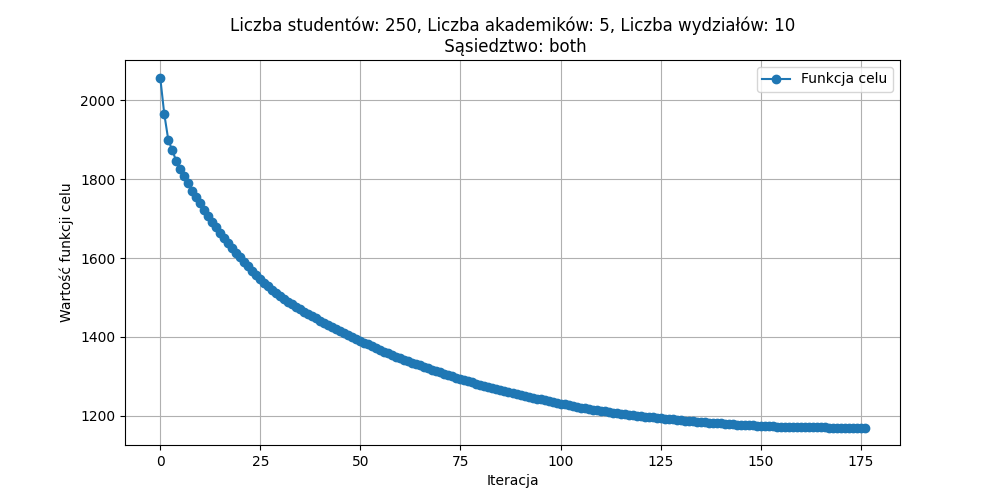 Liczba studentów: 250, Liczba akademików: 5, Liczba wydziałów: 10
Sąsiedztwo: both
Funkcja celu
Wartość funkcji celu
2000
1800
1600
1400
1200
0 25 50 75 100 125 150 175
Iteracja